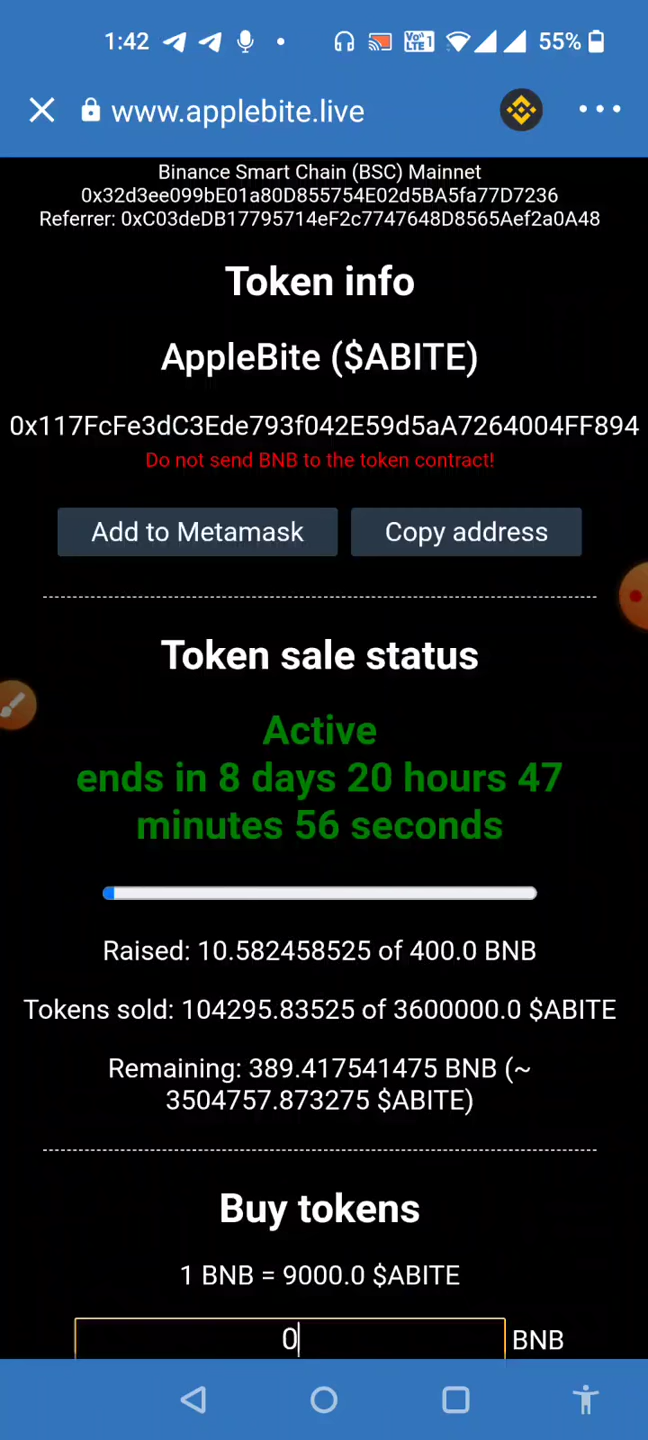 1:42
Vo) LTE 1
55%
www.applebite.live
Binance Smart Chain (BSC) Mainnet
0x32d3ee099bE01a80D855754E02d5BA5fa77D7236
Referrer: 0xC03deDB17795714eF2c7747648D8565Aef2a0A48
Token info
AppleBite ($ABITE)
0x117FcFe3dC3Ede793f042E59d5aA7264004FF894
Do not send BNB to the token contract!
Add to Metamask
Copy address
Token sale status
Active
ends in 8 days 20 hours 47
minutes 56 seconds
Raised: 10.582458525 of 400.0 BNB
Tokens sold: 104295.83525 of 3600000.0 $ABITE
Remaining: 389.417541475 BNB (~
3504757.873275 $ABITE)
Buy tokens
1 BNB = 9000.0 $ABITE
0
BNB